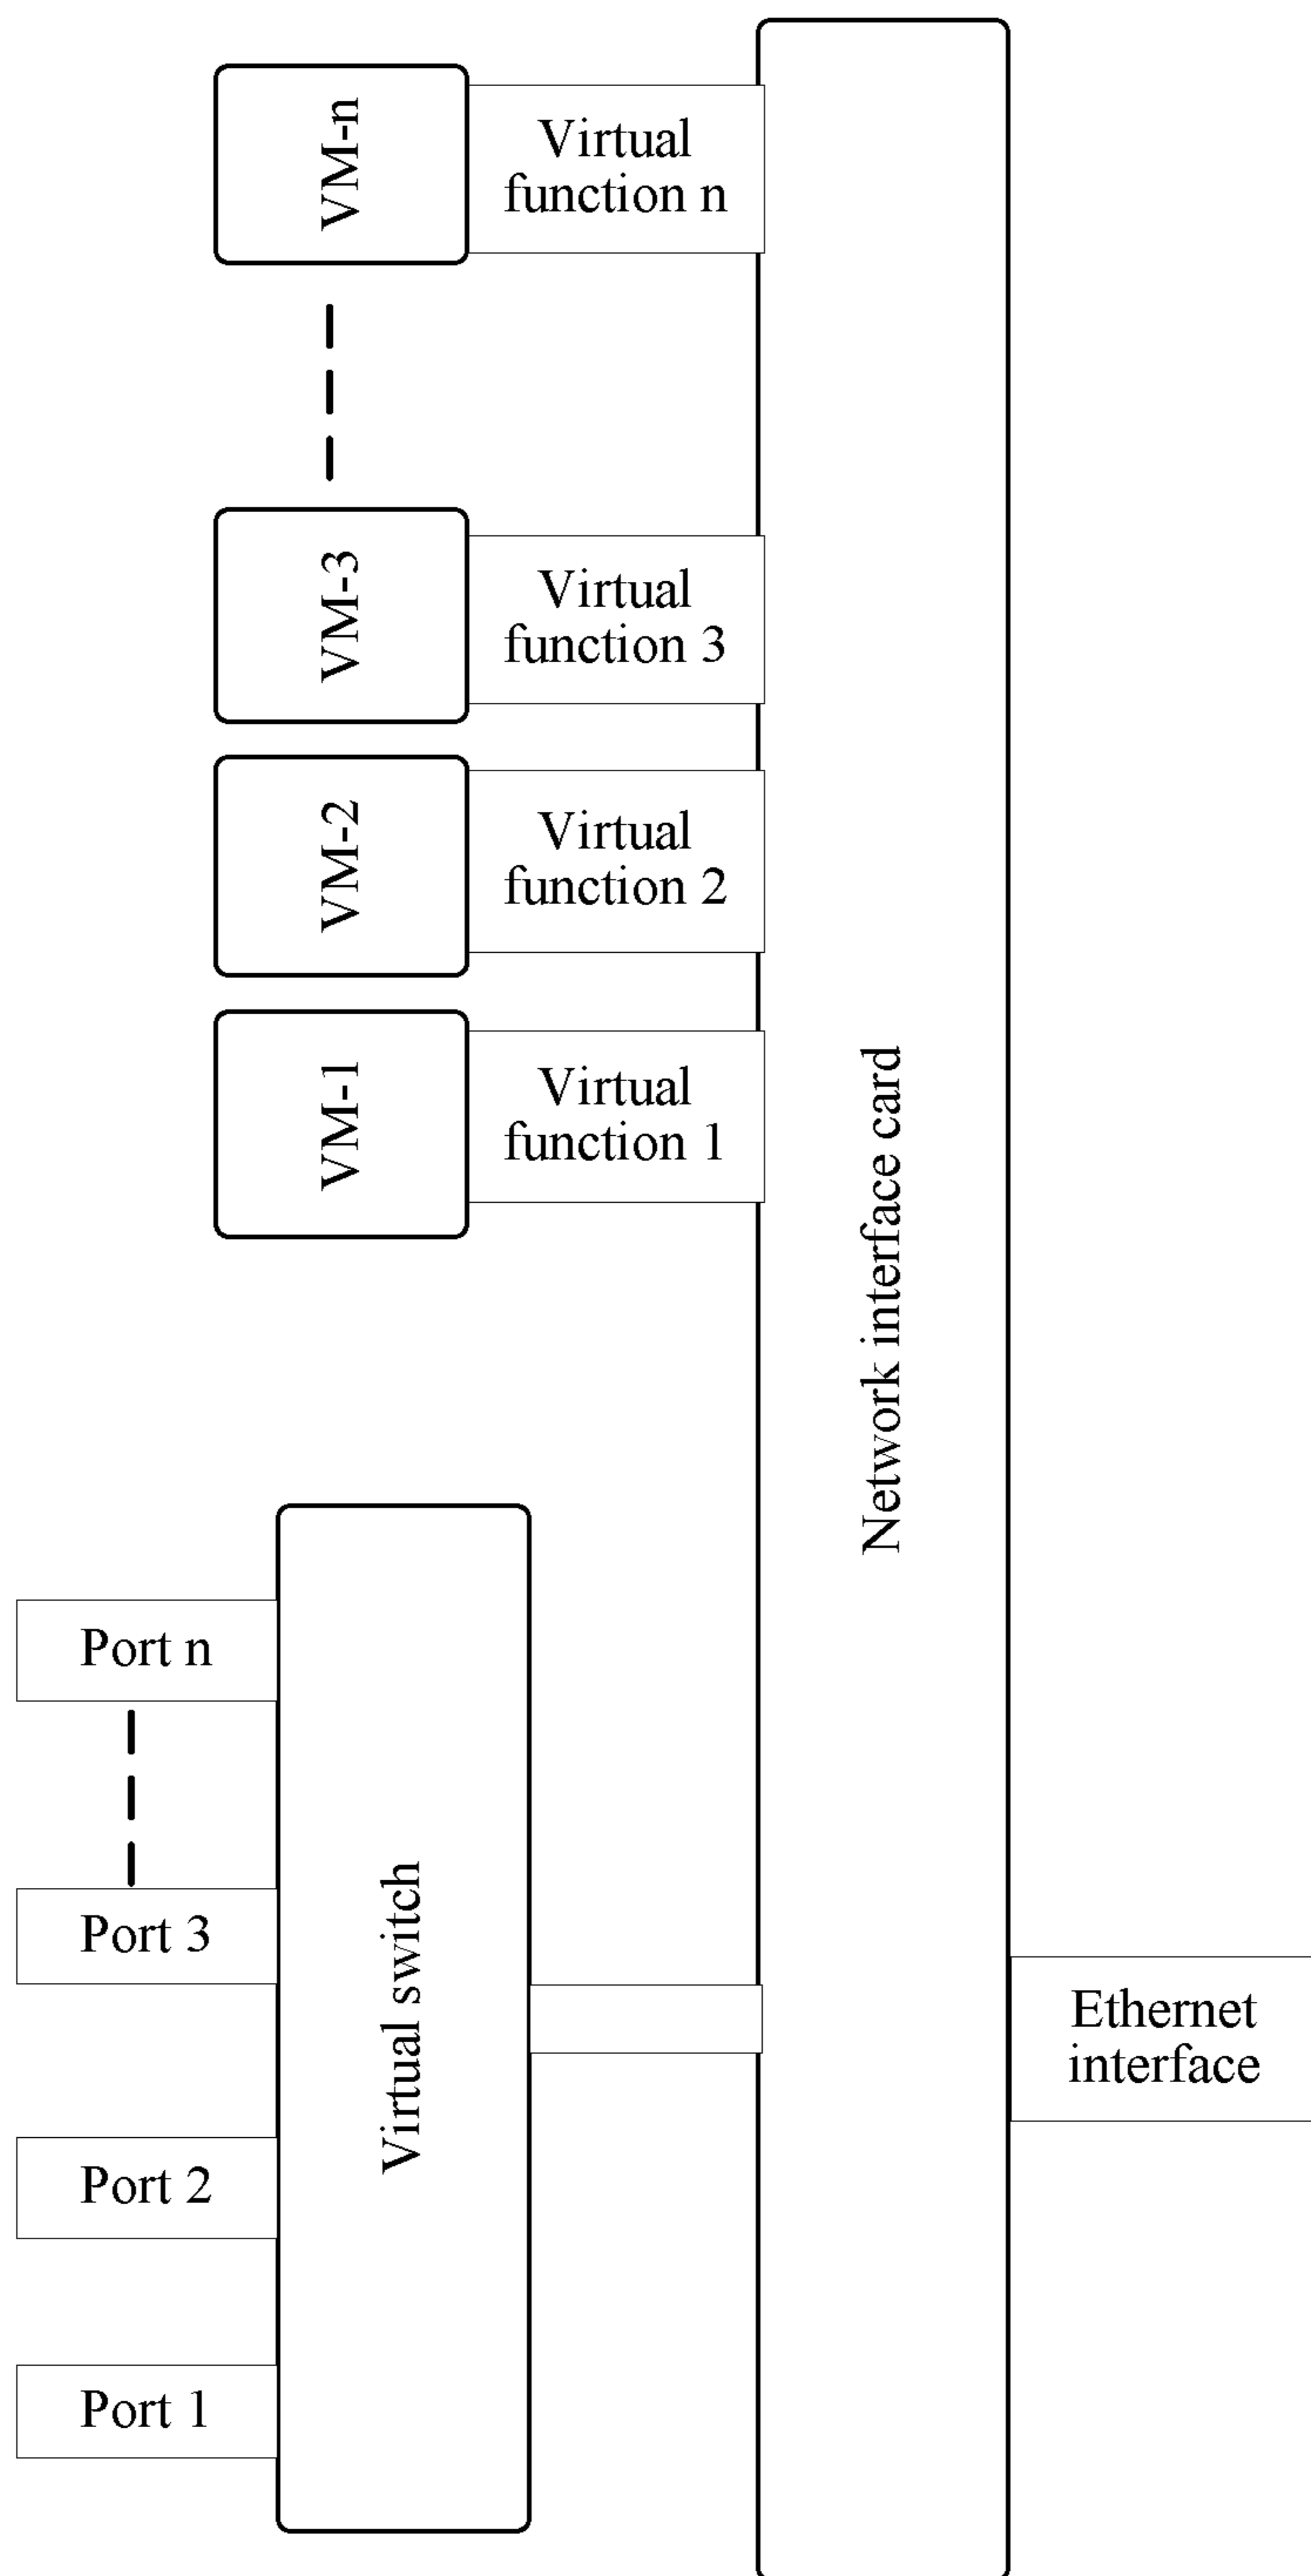 VM-n
Virtual
function n
VM-3
Virtual
function 3
VM-2
Virtual
function 2
VM-1
Virtual
function 1
Network interface card
Port n
Port 3
Virtual switch
Ethernet
interface
Port 2
Port 1